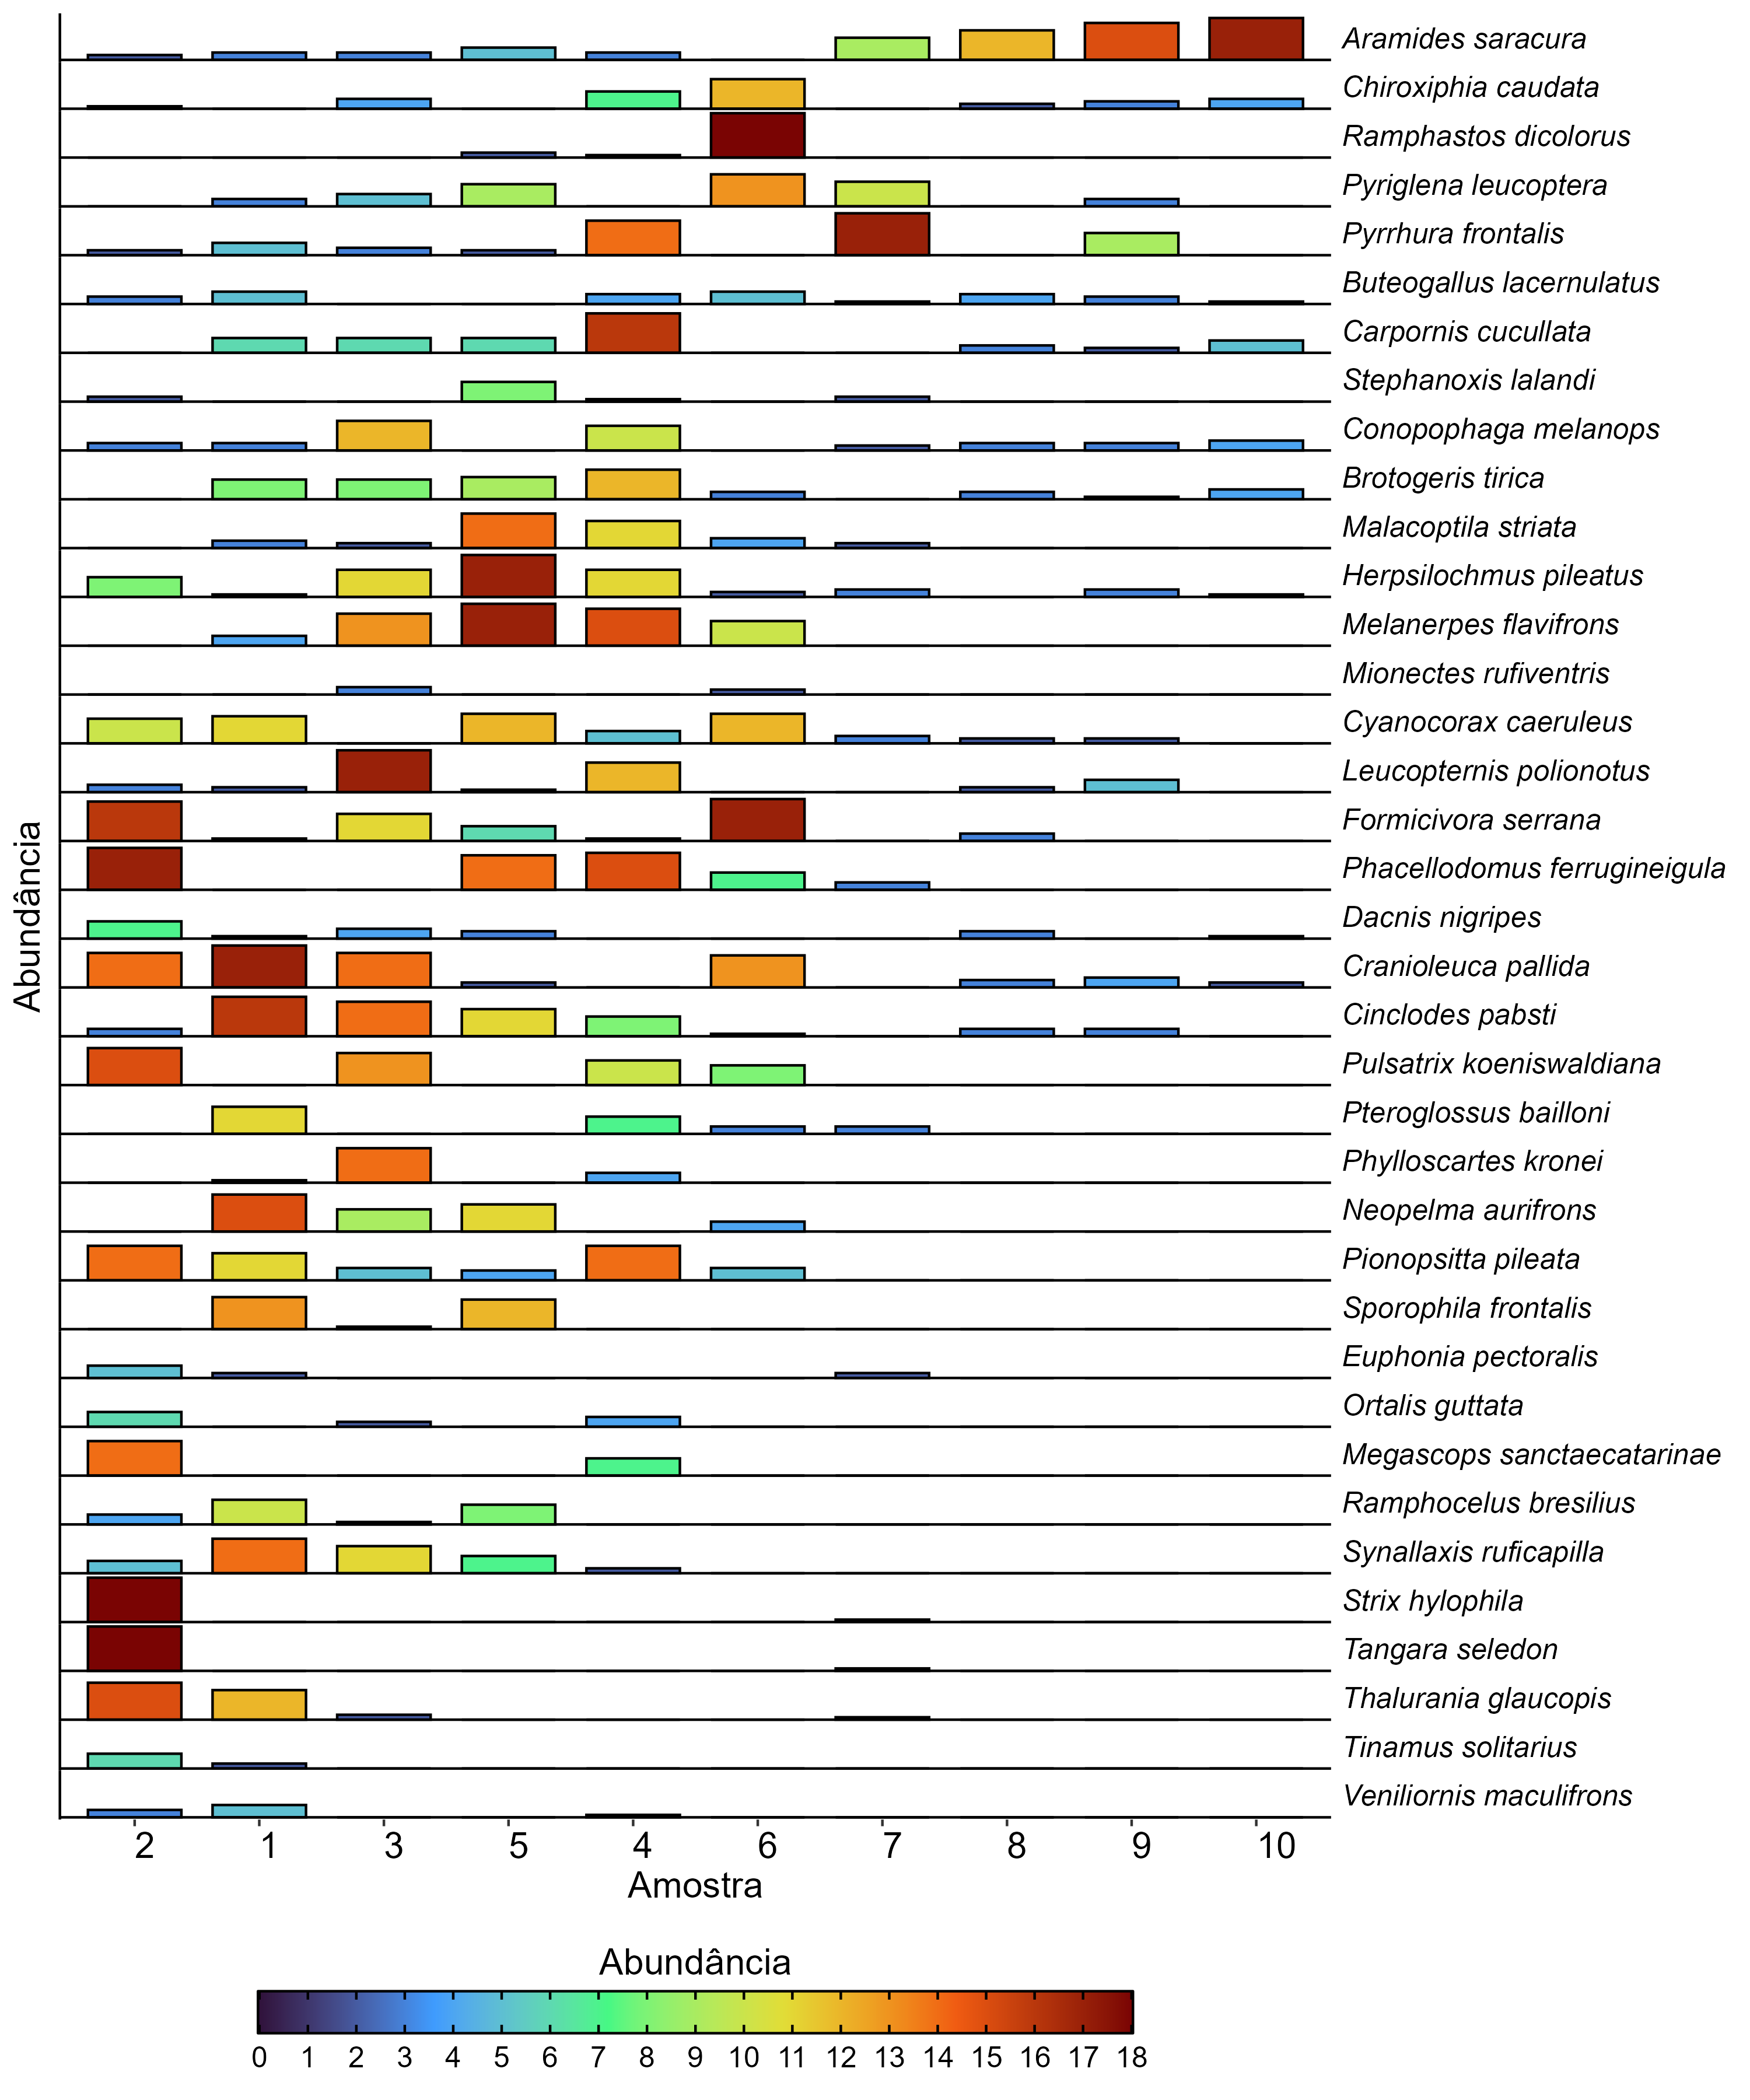 Aramides saracura
Chiroxiphia caudata
Ramphastos dicolorus
Pyriglena leucoptera
Pyrrhura frontalis
Buteogallus lacernulatus
Carpornis cucullata
Stephanoxis lalandi
Conopophaga melanops
Brotogeris tirica
Malacoptila striata
Herpsilochmus pileatus
Melanerpes flavifrons
Mionectes rufiventris
Cyanocorax caeruleus
Leucopternis polionotus
Formicivora serrana
Phacellodomus ferrugineigula
Dacnis nigripes
Cranioleuca pallida
Cinclodes pabsti
Pulsatrix koeniswaldiana
Pteroglossus bailloni
Phylloscartes kronei
Neopelma aurifrons
Pionopsitta pileata
Sporophila frontalis
Euphonia pectoralis
Ortalis guttata
Megascops sanctaecatarinae
Ramphocelus bresilius
Synallaxis ruficapilla
Strix hylophila
Tangara seledon
Thalurania glaucopis
Tinamus solitarius
Veniliornis maculifrons
Abundância
2 1 3 5 4 6 7 8 9 10
Amostra
Abundância
0 1 2 3 4 5 6 7 8 9 10 11 12 13 14 15 16 17 18